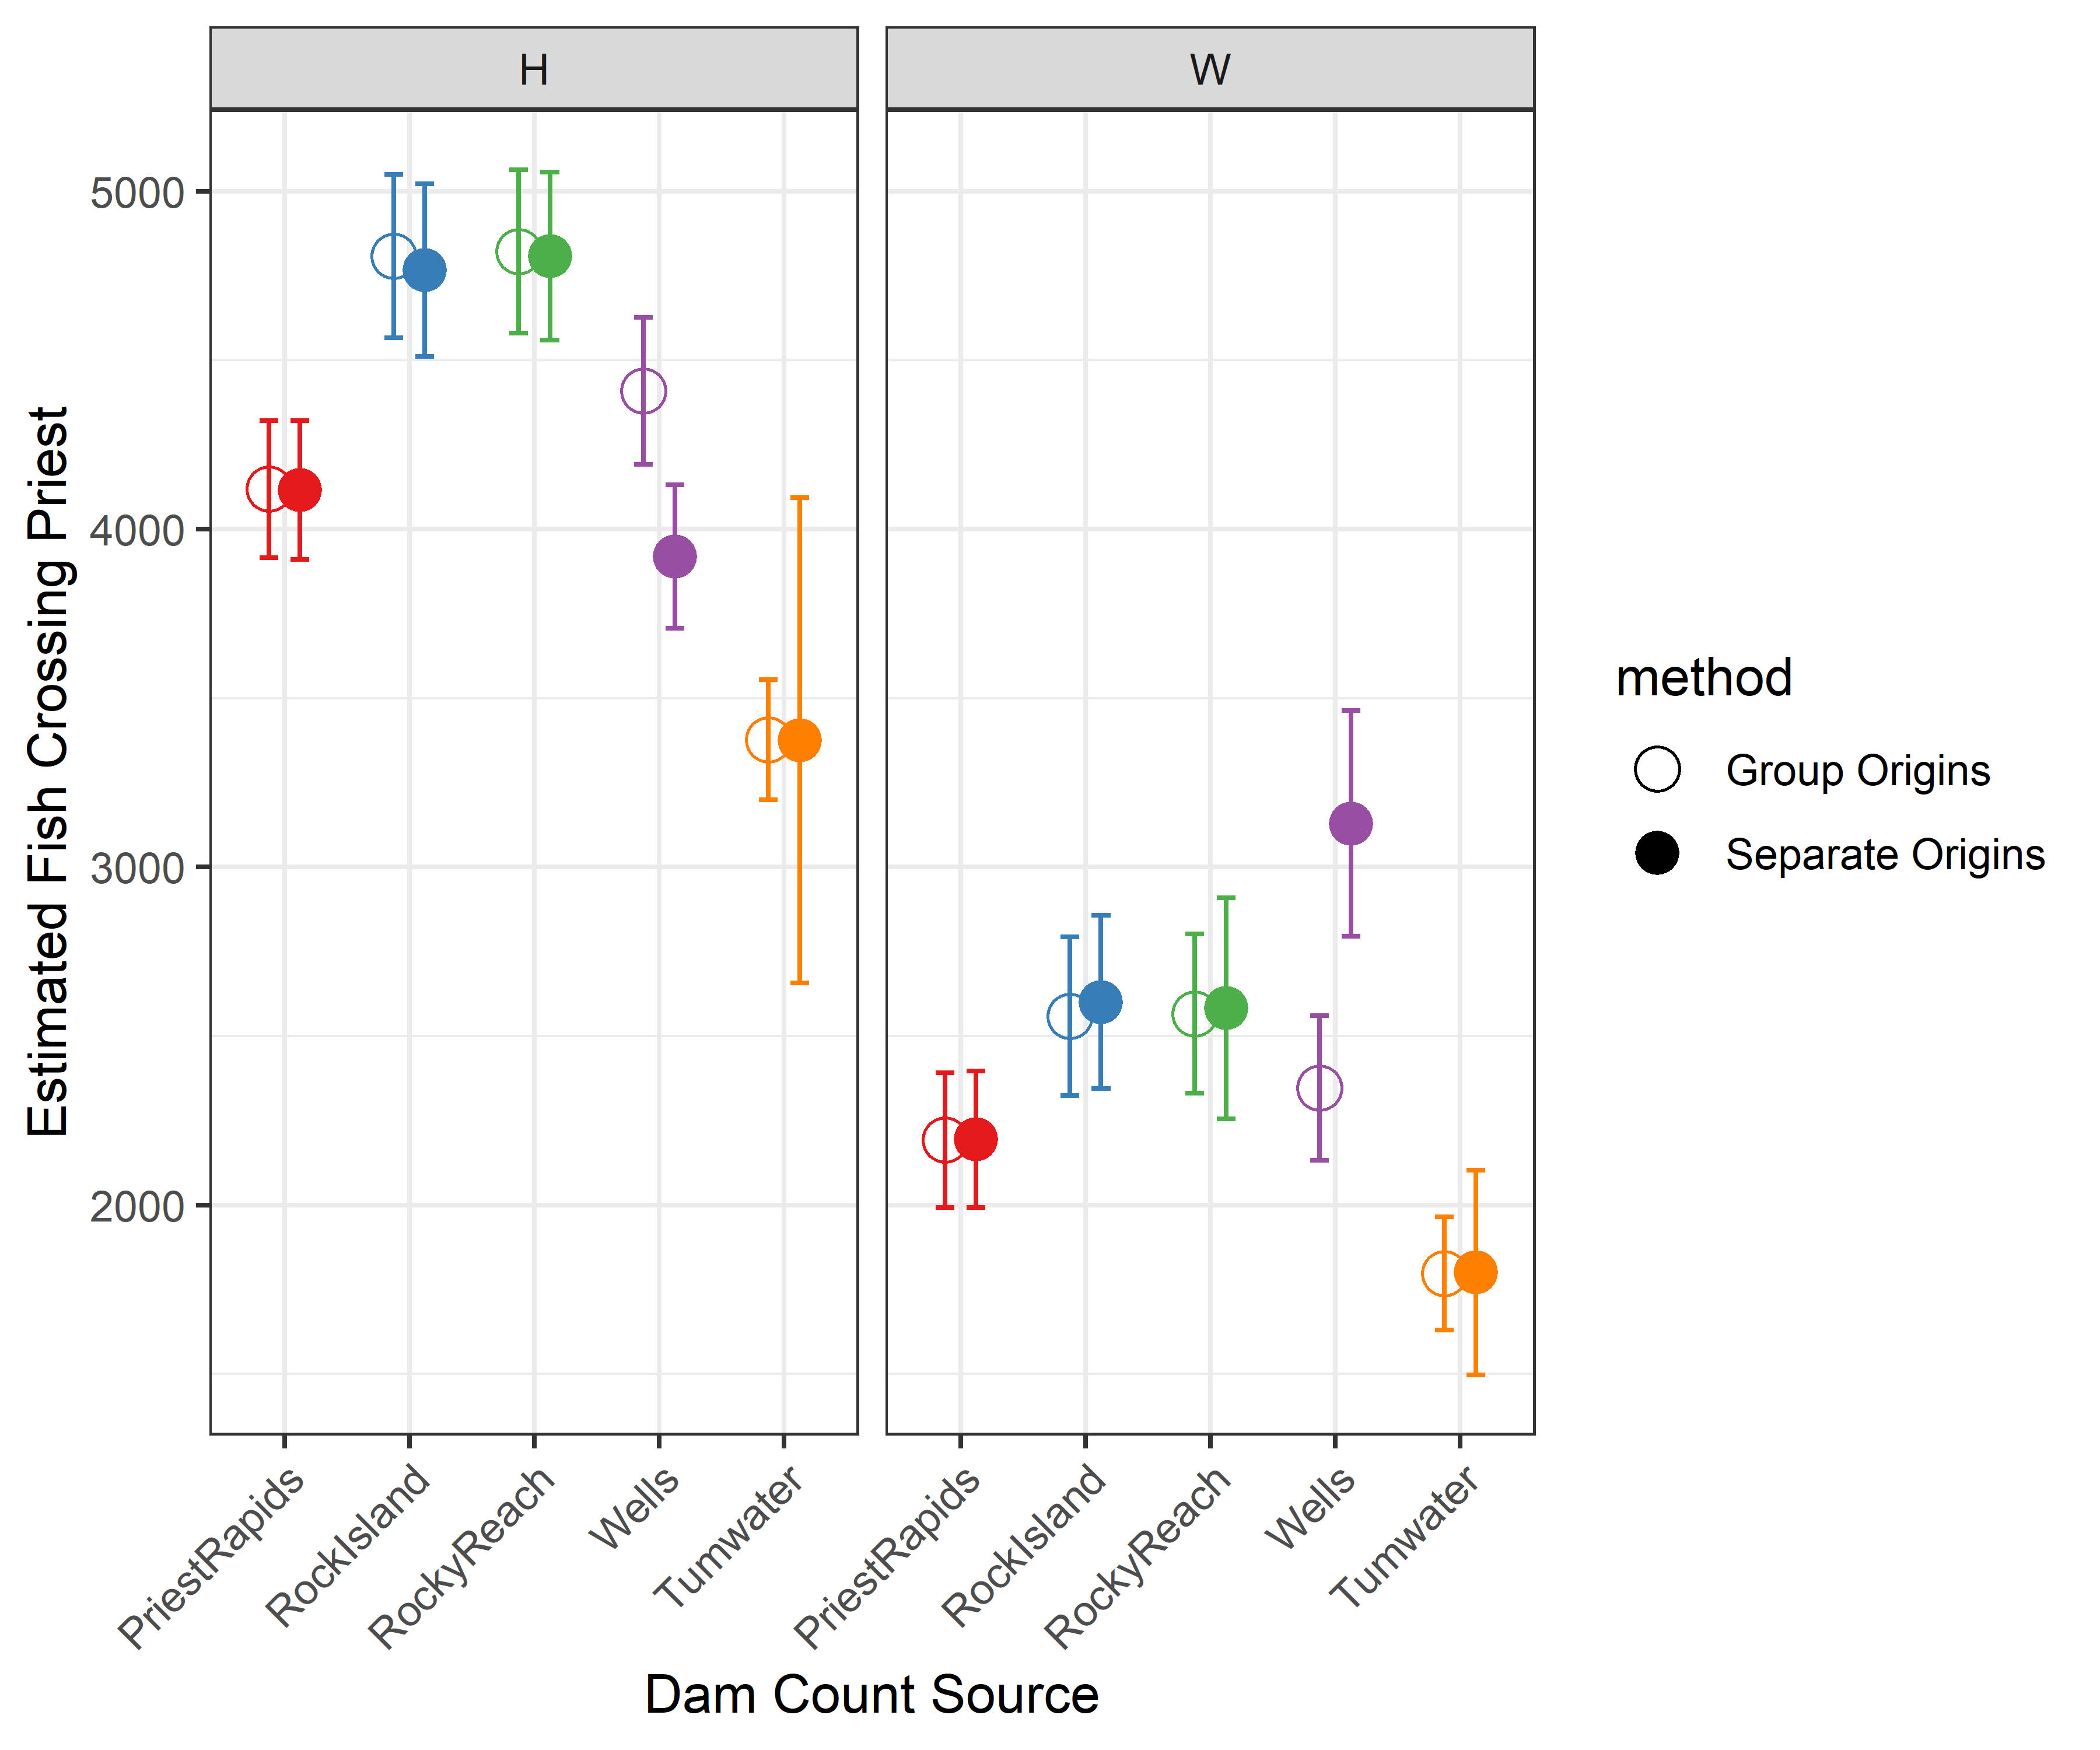 H
W
5000
4000
3000
2000
Estimated Fish Crossing Priest
PriestRapids
RockIsland
RockyReach
Wells
Tumwater
PriestRapids
RockIsland
RockyReach
Wells
Tumwater
Dam Count Source
method
Group Origins
Separate Origins